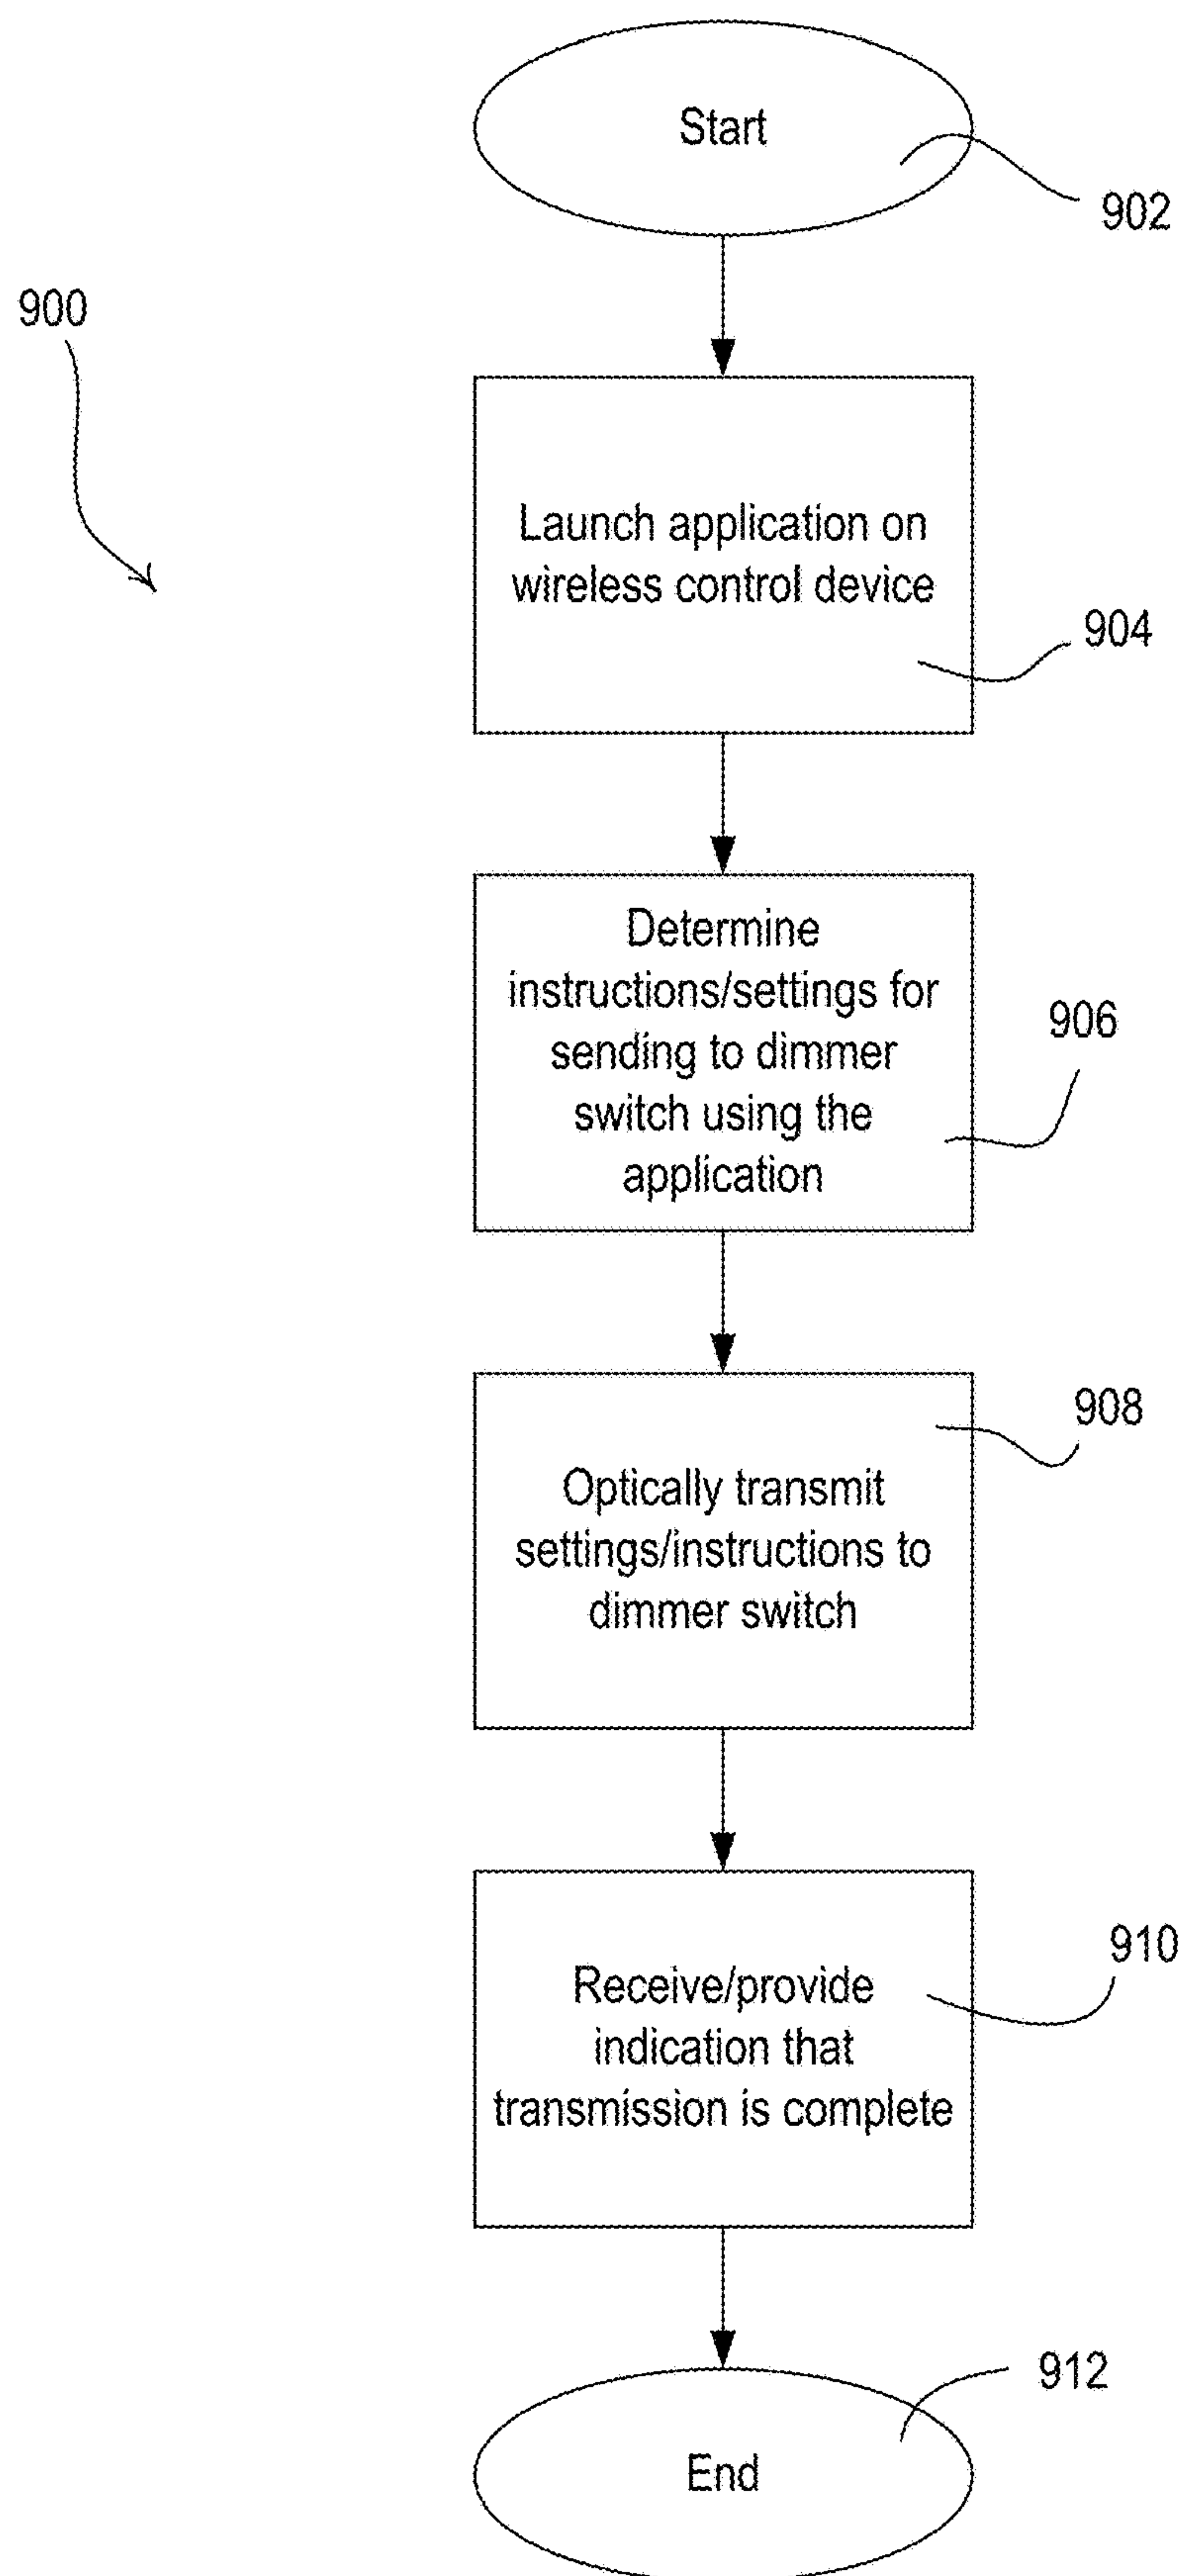 Start
902
900
Launch application on
wireless control device
904
Determine
instructions/settings for
sending to dimmer
switch using the
application
906
908
Optically transmit
settings/instructions to
dimmer switch
910
Receive/provide
indication that
transmission is complete
912
End